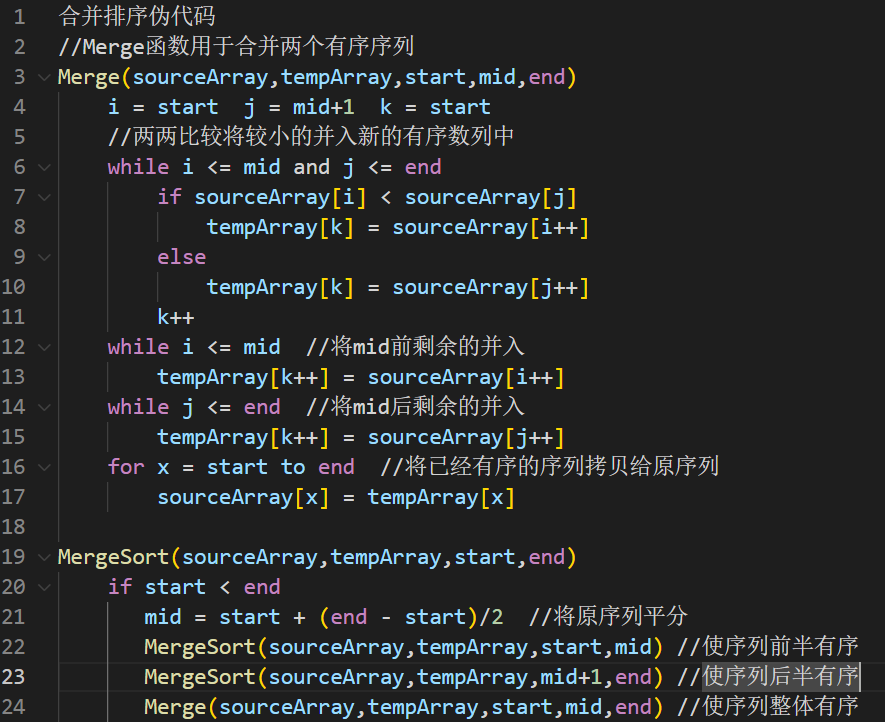 1 合并排序伪代码
2 //Merge函数用于合并两个有序序列
3 Merge(sourceArray,tempArray,start,mid,end)
4 i = start  j = mid+1  k = start
5 //两两比较将较小的并入新的有序数列中
6 while i <= mid and j <= end
7 if sourceArray[i] < sourceArray[j]
8 tempArray[k] = sourceArray[i++]
9 else
10 tempArray[k] = sourceArray[j++]
11 k++
12 while i <= mid  //将mid前剩余的并入
13 tempArray[k++] = sourceArray[i++]
14 while j <= end  //将mid后剩余的并入
15 tempArray[k++] = sourceArray[j++]
16 for x = start to end  //将已经有序的序列拷贝给原序列
17 sourceArray[x] = tempArray[x]
18
19 MergeSort(sourceArray,tempArray,start,end)
20 if start < end
21 mid = start + (end - start)/2  //将原序列平分
22 MergeSort(sourceArray,tempArray,start,mid) //使序列前半有序
23 MergeSort(sourceArray,tempArray,mid+1,end) //使序列后半有序
24 Merge(sourceArray,tempArray,start,mid,end) //使序列整体有序